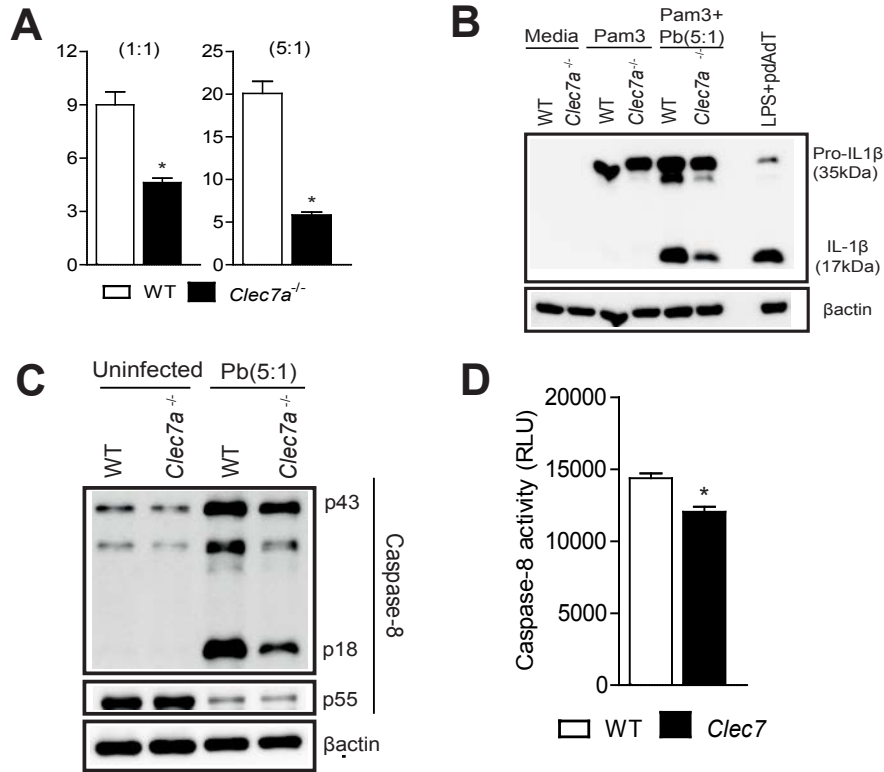 A
(1:1)
(5:1)
12
9
6
3
0
25
20
15
10
5
0
WT
Clec7a-/-
B
Media
Pam3
Pam3+
Pb(5:1)
WT
Clec7a-/-
WT
Clec7a-/-
WT
Clec7a-/-
LPS+pdAdT
Pro-IL1β
(35kDa)
IL-1β
(17kDa)
βactin
C
Uninfected
Pb(5:1)
WT
Clec7a-/-
WT
Clec7a-/-
p43
p18
p55
Caspase-8
βactin
D
Caspase-8 activity (RLU)
20000
15000
10000
5000
0
*
*
*
WT
Clec7